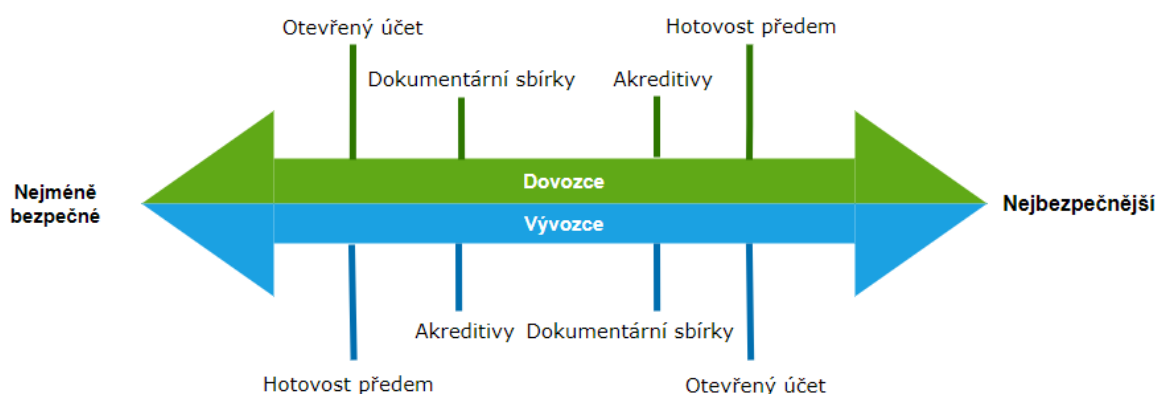 Otevřený účet
Hotovost předem
Dokumentární sbírky
Akreditivy
Dovozce
Nejméně
bezpečné
Nejbezpečnější
Vývozce
Akreditivy
Dokumentární sbírky
Hotovost předem
Otevřený účet